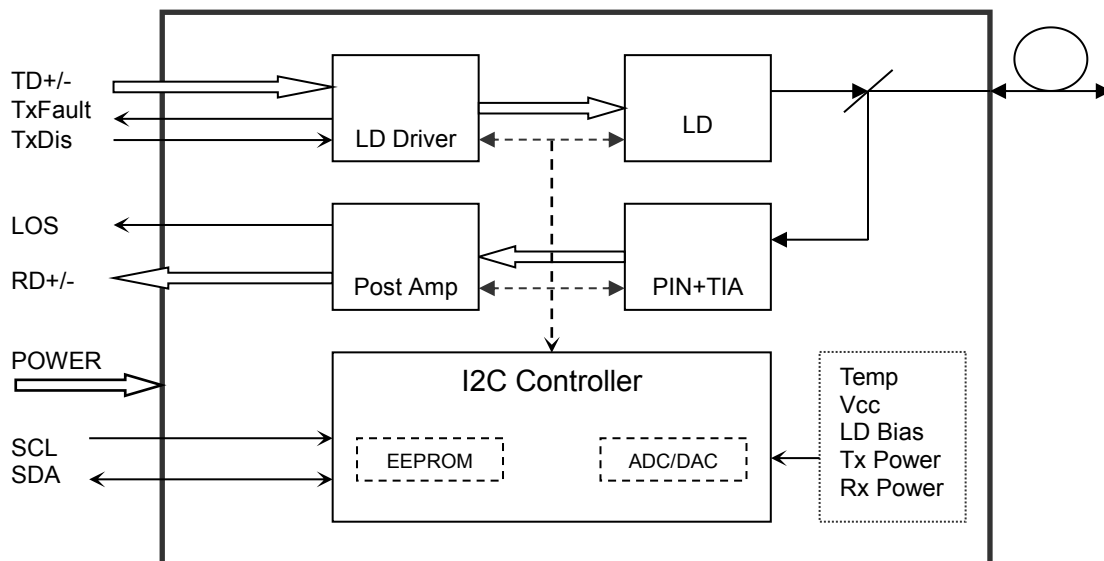 TD+/-
TxFault
TxDis
LD Driver
LD
LOS
RD+/-
Post Amp
PIN+TIA
POWER
I2C Controller
SCL
SDA
EEPROM
ADC/DAC
Temp
Vcc
LD Bias
Tx Power
Rx Power